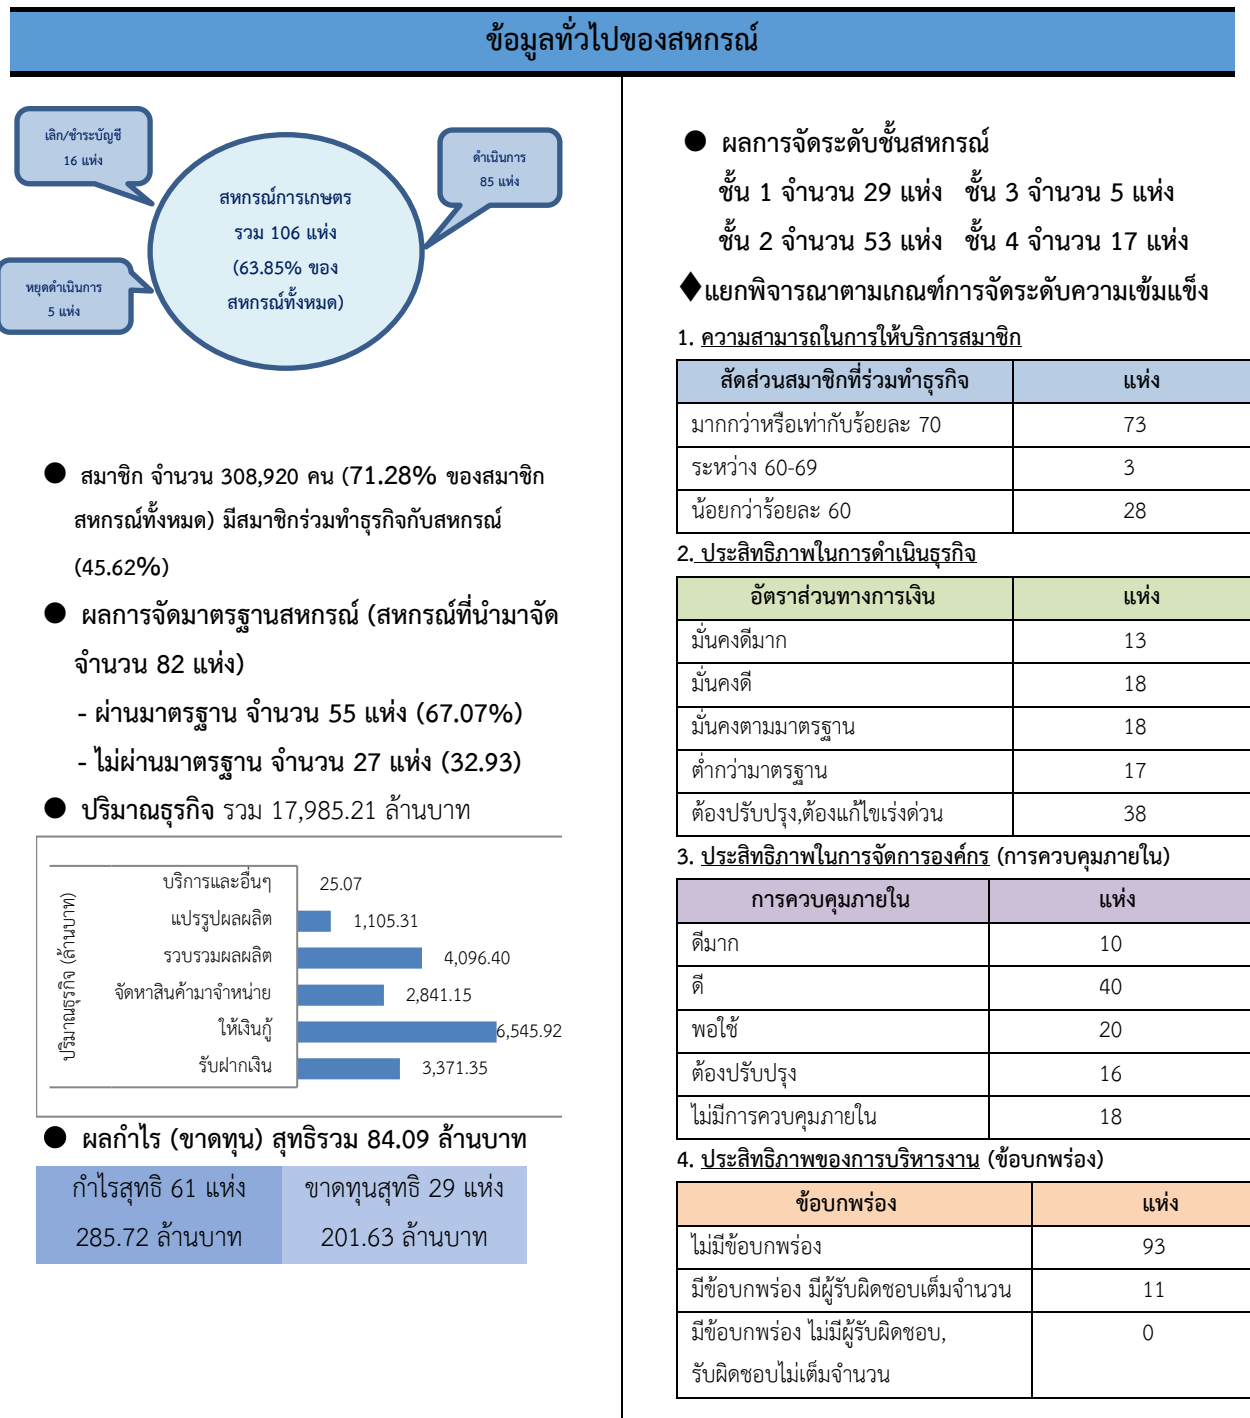 ข้อมูลทั่วไปของสหกรณ์
เลิก/ชำระบัญชี
16 แห่ง
ดำเนินการ
85 แห่ง
สหกรณ์การเกษตร
รวม 106 แห่ง
(63.85% ของ
สหกรณ์ทั้งหมด)
หยุดดำเนินการ
5 แห่ง
● สมาชิก จำนวน 308,920 คน (71.28% ของสมาชิก
สหกรณ์ทั้งหมด) มีสมาชิกร่วมทำธุรกิจกับสหกรณ์
(45.62%)
● ผลการจัดมาตรฐานสหกรณ์ (สหกรณ์ที่นำมาจัด
จำนวน 82 แห่ง)
- ผ่านมาตรฐาน จำนวน 55 แห่ง (67.07%)
- ไม่ผ่านมาตรฐาน จำนวน 27 แห่ง (32.93)
● ปริมาณธุรกิจ รวม 17,985.21 ล้านบาท
ปริมาณธุรกิจ (ล้านบาท)
บริการและอื่นๆ 25.07
แปรรูปผลผลิต 1,105.31
รวบรวมผลผลิต 4,096.40
จัดหาสินค้ามาจำหน่าย 2,841.15
ให้เงินกู้ 6,545.92
รับฝากเงิน 3,371.35
● ผลกำไร (ขาดทุน) สุทธิรวม 84.09 ล้านบาท
กำไรสุทธิ 61 แห่ง ขาดทุนสุทธิ 29 แห่ง
285.72 ล้านบาท 201.63 ล้านบาท
● ผลการจัดระดับชั้นสหกรณ์
ชั้น 1 จำนวน 29 แห่ง ชั้น 3 จำนวน 5 แห่ง
ชั้น 2 จำนวน 53 แห่ง ชั้น 4 จำนวน 17 แห่ง
♦แยกพิจารณาตามเกณฑ์การจัดระดับความเข้มแข็ง
1. ความสามารถในการให้บริการสมาชิก
สัดส่วนสมาชิกที่ร่วมทำธุรกิจ แห่ง
มากกว่าหรือเท่ากับร้อยละ 70 73
ระหว่าง 60-69 3
น้อยกว่าร้อยละ 60 28
2. ประสิทธิภาพในการดำเนินธุรกิจ
อัตราส่วนทางการเงิน แห่ง
มั่นคงดีมาก 13
มั่นคงดี 18
มั่นคงตามมาตรฐาน 18
ต่ำกว่ามาตรฐาน 17
ต้องปรับปรุง,ต้องแก้ไขเร่งด่วน 38
3. ประสิทธิภาพในการจัดการองค์กร (การควบคุมภายใน)
การควบคุมภายใน แห่ง
ดีมาก 10
ดี 40
พอใช้ 20
ต้องปรับปรุง 16
ไม่มีการควบคุมภายใน 18
4. ประสิทธิภาพของการบริหารงาน (ข้อบกพร่อง)
ข้อบกพร่อง แห่ง
ไม่มีข้อบกพร่อง 93
มีข้อบกพร่อง มีผู้รับผิดชอบเต็มจำนวน 11
มีข้อบกพร่อง ไม่มีผู้รับผิดชอบ, 0
รับผิดชอบไม่เต็มจำนวน